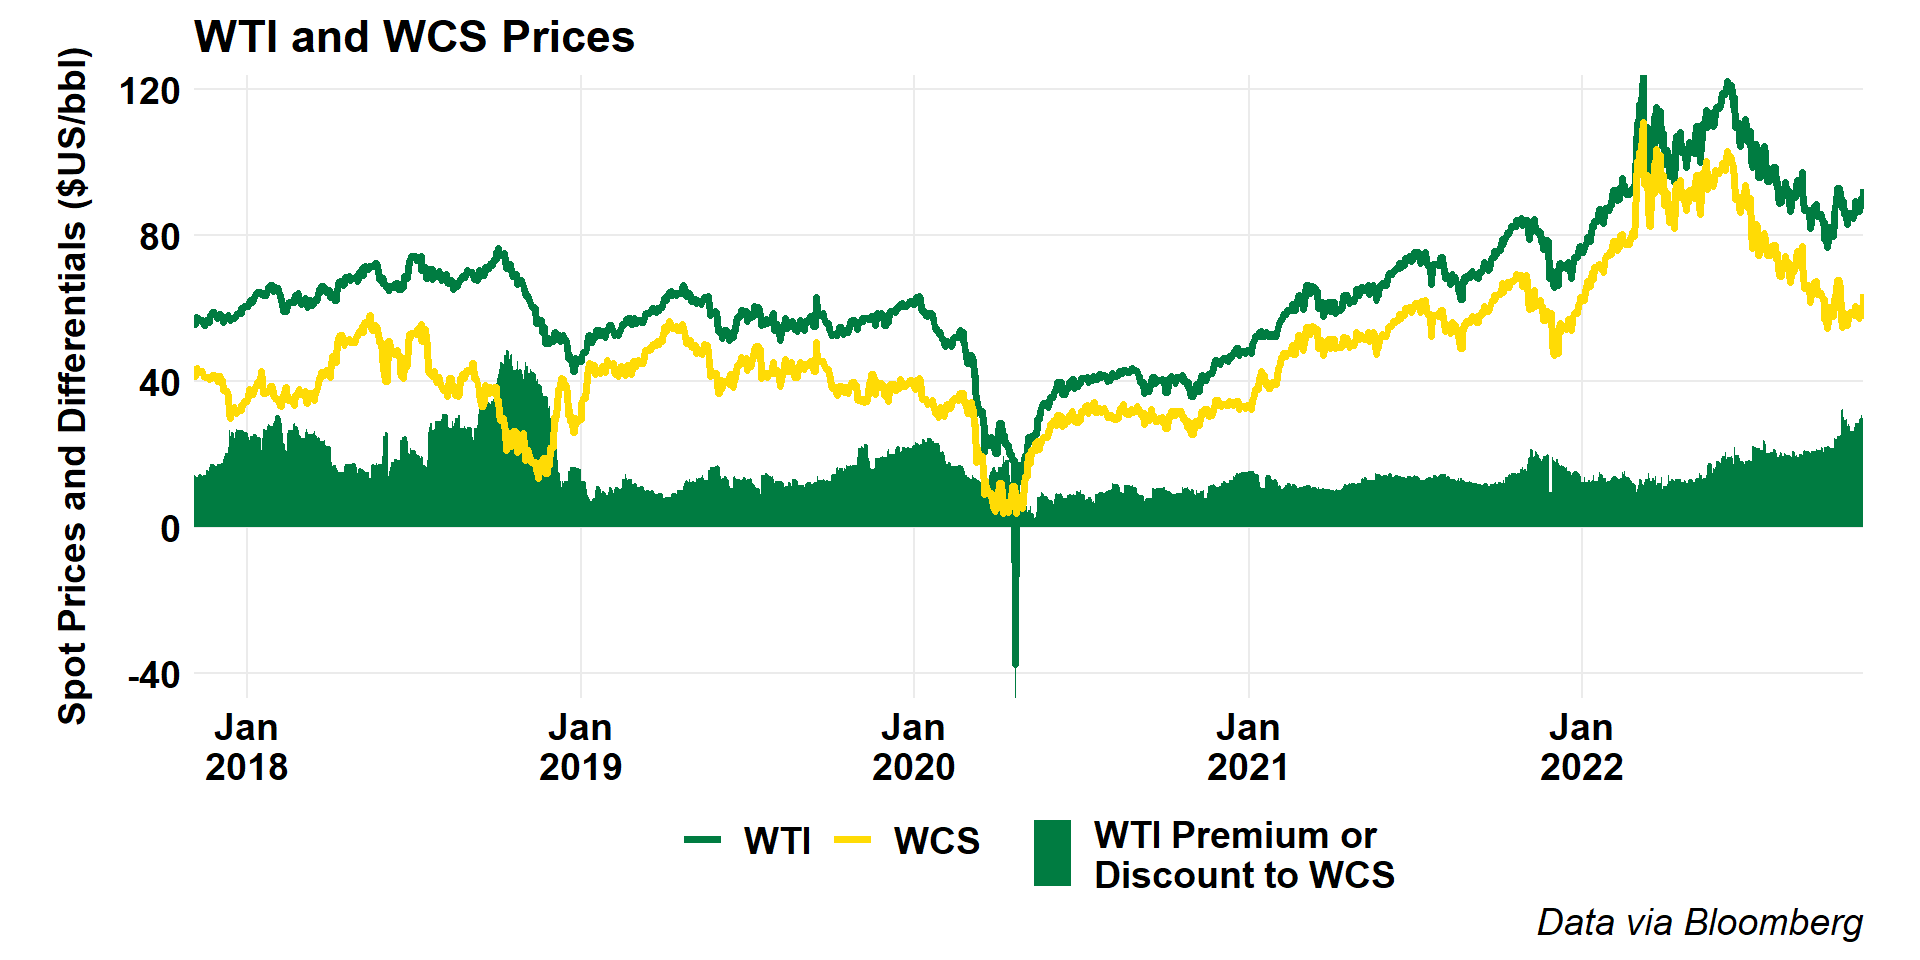 WTI and WCS Prices
Spot Prices and Differentials ($US/bbl)
120
80
40
0
-40
Jan
2018
Jan
2019
Jan
2020
Jan
2021
Jan
2022
WTI
WCS
WTI Premium or
Discount to WCS
Data via Bloomberg